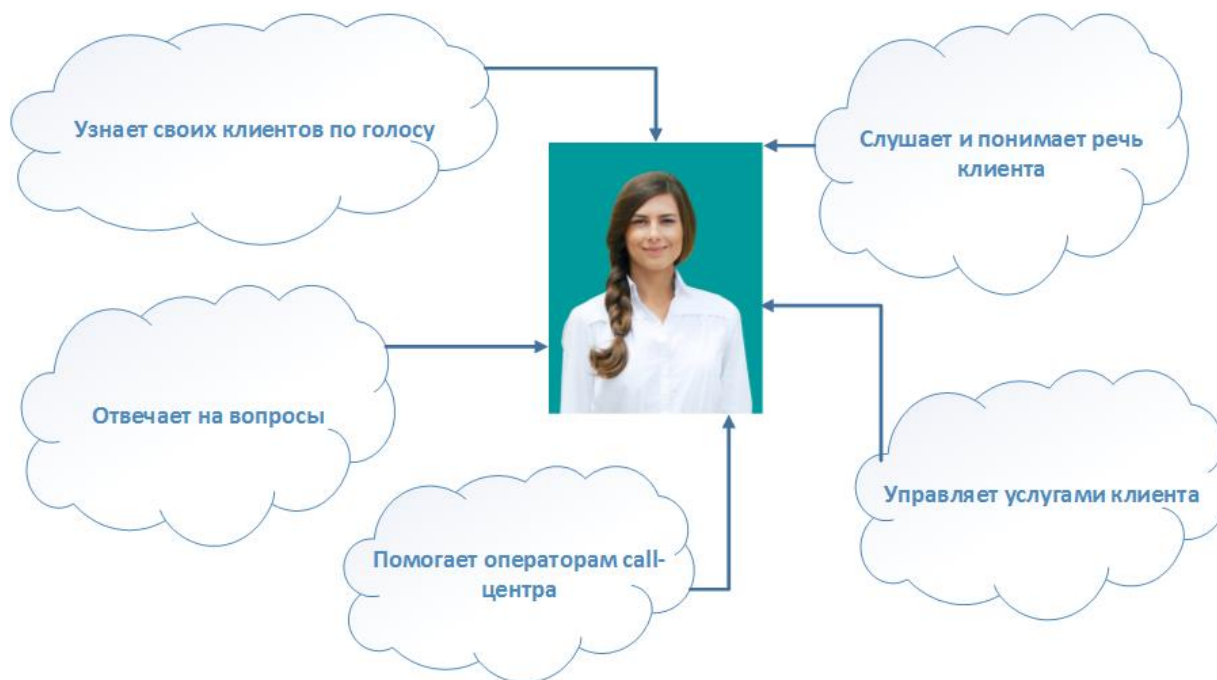 Узнает своих клиентов по голосу
Слушает и понимает речь
клиента
Отвечает на вопросы
Управляет услугами клиента
Помогает операторам call-
центра